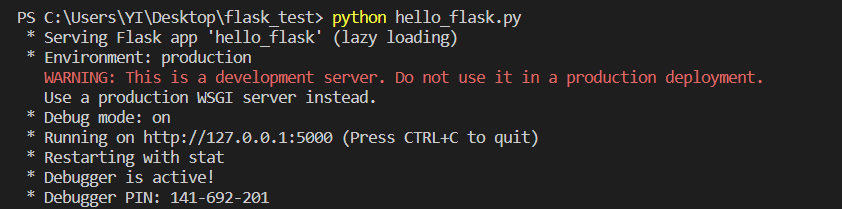 PS C:\Users\YI\Desktop\flask_test> python hello_flask.py
 * Serving Flask app 'hello_flask' (lazy loading)
 * Environment: production
   WARNING: This is a development server. Do not use it in a production deployment.
   Use a production WSGI server instead.
 * Debug mode: on
 * Running on http://127.0.0.1:5000 (Press CTRL+C to quit)
 * Restarting with stat
 * Debugger is active!
 * Debugger PIN: 141-692-201